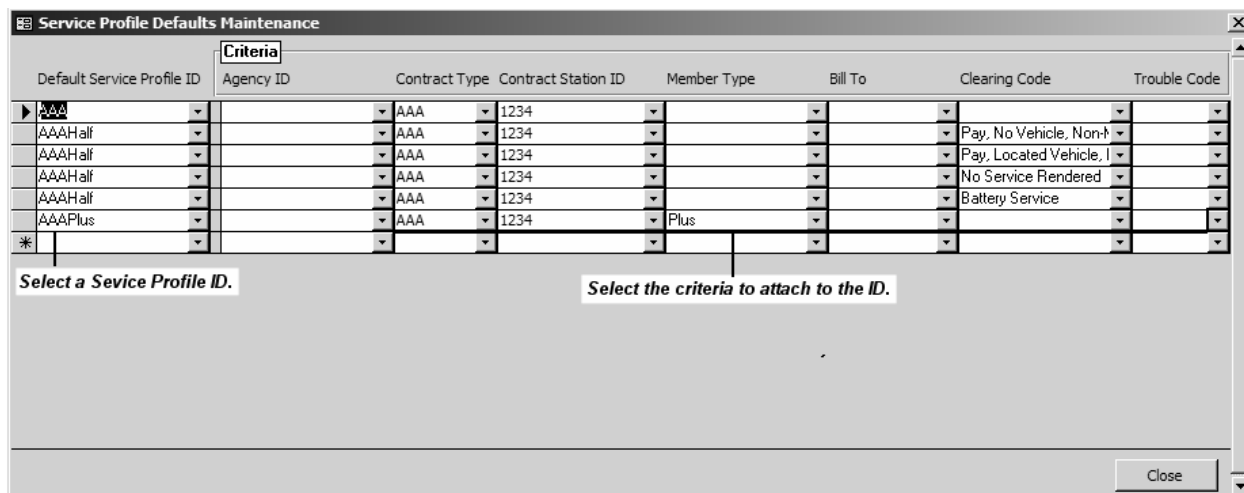 Service Profile Defaults Maintenance
Criteria
Default Service Profile ID Agency ID Contract Type Contract Station ID Member Type Bill To Clearing Code Trouble Code
AAA AAA 1234
AAAHalf AAA 1234 Pay, No Vehicle, Non-
AAAHalf AAA 1234 Pay, Located Vehicle,
AAAHalf AAA 1234 No Service Rendered
AAAHalf AAA 1234 Battery Service
AAAPlus AAA 1234 Plus
Select a Sevice Profile ID.
Select the criteria to attach to the ID.
Close